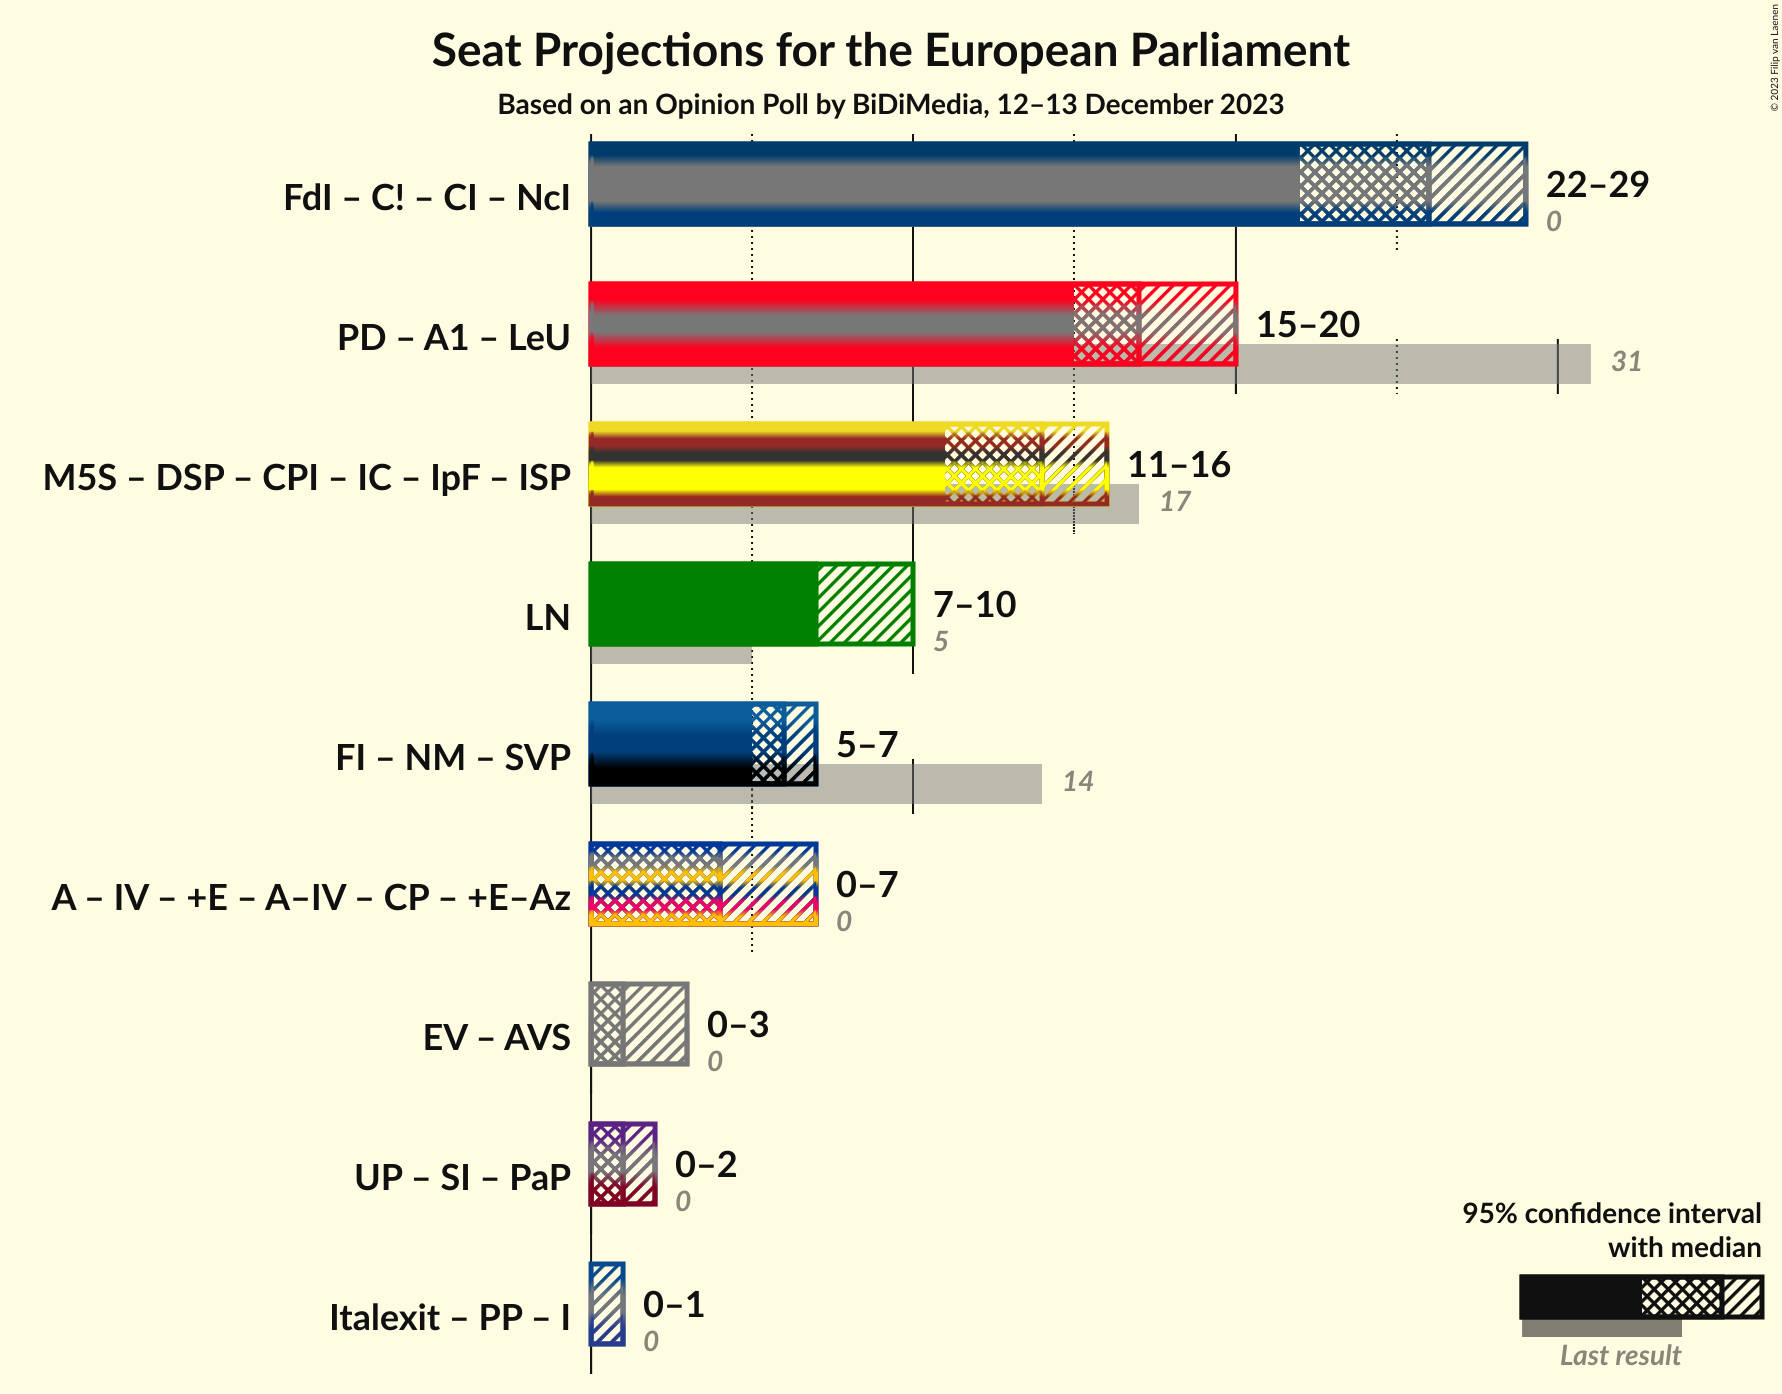 Seat Projections for the European Parliament
Based on an Opinion Poll by BiDiMedia, 12–13 December 2023
© 2023 Filip van Laenen
FdI – C! – CI – NcI
22–29
0
PD – A1 – LeU
15–20
31
M5S – DSP – CPI – IC – IpF – ISP
11–16
17
LN
7–10
5
FI – NM – SVP
5–7
14
A – IV – +E – A–IV – CP – +E–Az
0–7
0
EV – AVS
0–3
0
UP – SI – PaP
0–2
0
Italexit – PP – I
0–1
0
95% confidence interval
with median
Last result